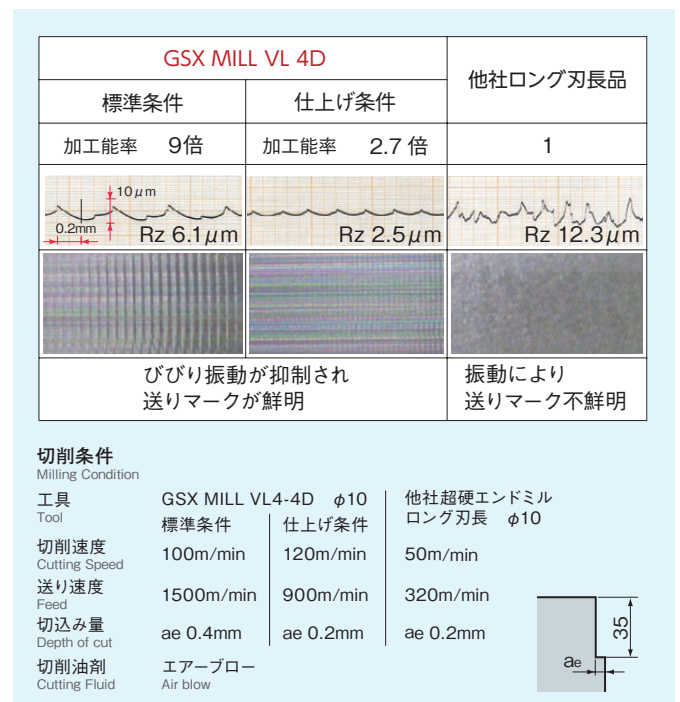 GSX MILL VL 4D
他社ロング刃長品
標準条件
仕上げ条件
加工能率 9倍
加工能率 2.7 倍
1
10μm
0.2mm
Rz 6.1μm
Rz 2.5μm
Rz 12.3μm
びびり振動が抑制され
送りマークが鮮明
振動により
送りマーク不鮮明
切削条件
Milling Condition
工具
Tool
GSX MILL VL4-4D φ10
他社超硬エンドミル
ロング刃長 φ10
標準条件
仕上げ条件
切削速度
Cutting Speed
100m/min
120m/min
50m/min
送り速度
Feed
1500m/min
900m/min
320m/min
切込み量
Depth of cut
ae 0.4mm
ae 0.2mm
ae 0.2mm
切削油剤
Cutting Fluid
エアーブロー
Air blow
35
ae